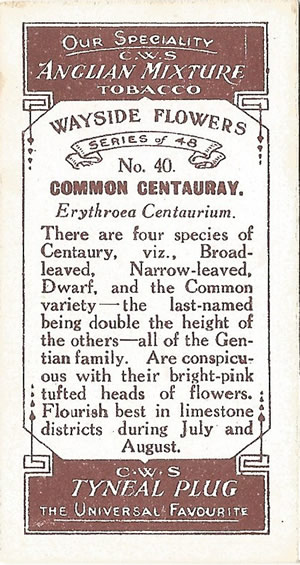 Our Speciality
C.W.S
Anglian Mixture
Tobacco
Wayside Flowers
Series of 48
No. 40.
COMMON CENTAURAY.
Erythroea Centaurium.
There are four species of
Centaury, viz., Broad-
leaved, Narrow-leaved,
Dwarf, and the Common
variety—the last-named
being double the height of
the others—all of the Gen-
tian family. Are conspicu-
ous with their bright-pink
tufted heads of flowers.
Flourish best in limestone
districts during July and
August.
C.W.S
Tyneal Plug
The Universal Favourite